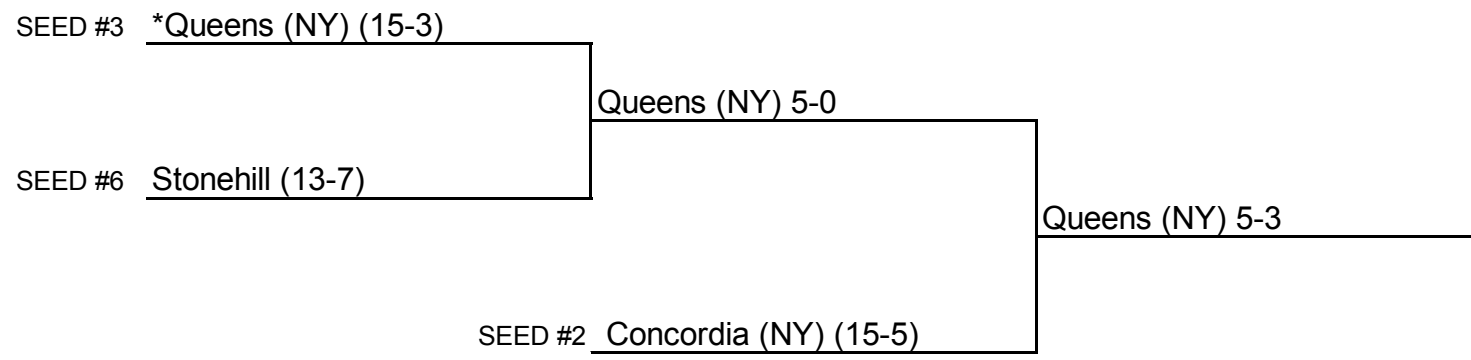 SEED #3 *Queens (NY) (15-3)
Queens (NY) 5-0
SEED #6 Stonehill (13-7)
Queens (NY) 5-3
SEED #2 Concordia (NY) (15-5)